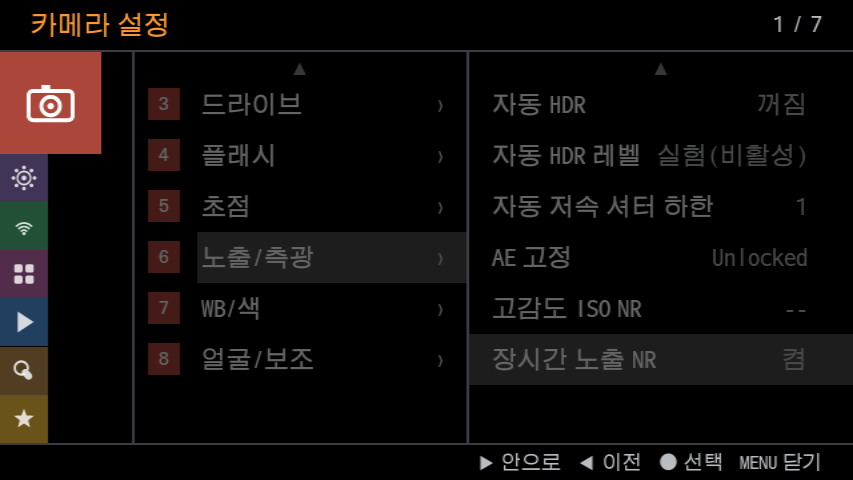 카메라 설정
1 / 7
3 드라이브
4 플래시
5 초점
6 노출/측광
7 WB/색
8 얼굴/보조
자동 HDR 꺼짐
자동 HDR 레벨 실험(비활성)
자동 저속 셔터 하한 1
AE 고정 Unlocked
고감도 ISO NR --
장시간 노출 NR 켬
▶ 안으로 ◀ 이전 ● 선택 MENU 닫기